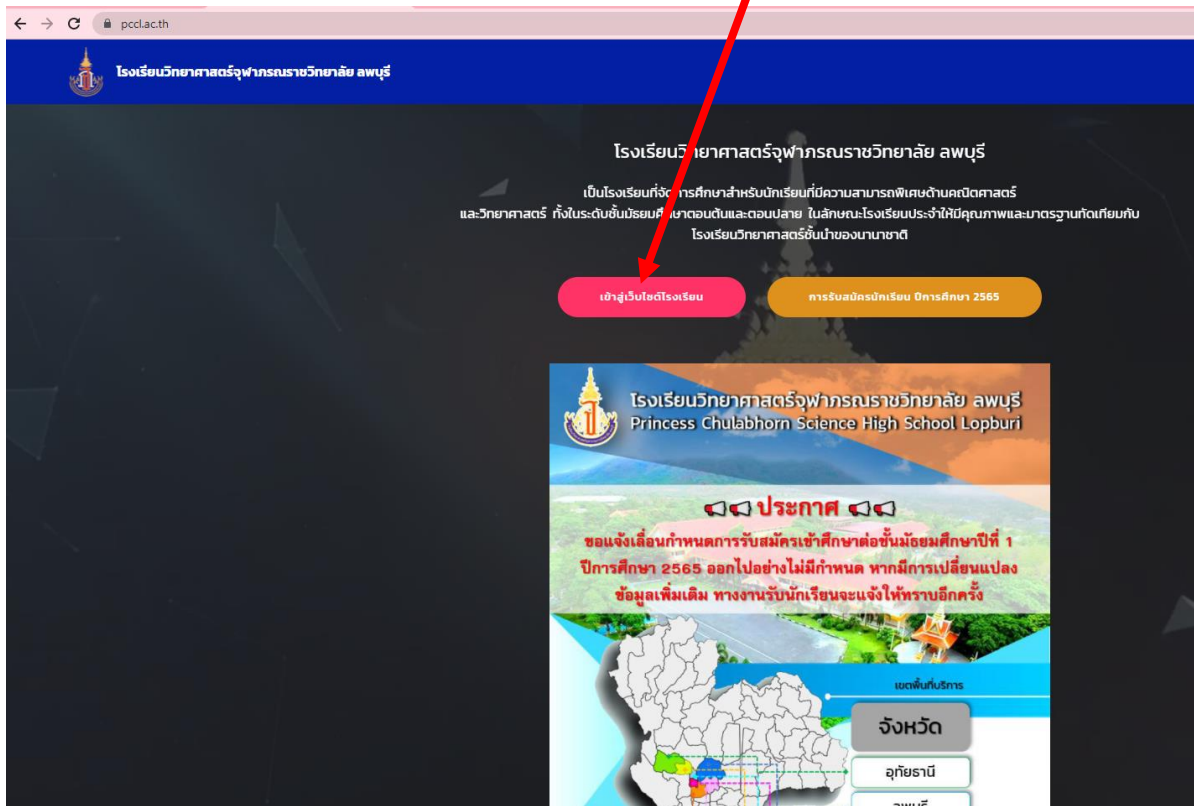 pccl.ac.th
โรงเรียนวิทยาศาสตร์จุฬาภรณราชวิทยาลัย ลพบุรี
โรงเรียนวิทยาศาสตร์จุฬาภรณราชวิทยาลัย ลพบุรี
เป็นโรงเรียนที่จัดการศึกษาสำหรับนักเรียนที่มีความสามารถพิเศษด้านคณิตศาสตร์
และวิทยาศาสตร์ ทั้งในระดับชั้นมัธยมศึกษาตอนต้นและตอนปลาย ในลักษณะโรงเรียนประจำให้มีคุณภาพและมาตรฐานทัดเทียมกับ
โรงเรียนวิทยาศาสตร์ชั้นนำของนานาชาติ
เข้าสู่เว็บไซต์โรงเรียน
การรับสมัครนักเรียน ปีการศึกษา 2565
โรงเรียนวิทยาศาสตร์จุฬาภรณราชวิทยาลัย ลพบุรี
Princess Chulabhorn Science High School Lopburi
ประกาศ
ขอแจ้งเลื่อนกำหนดการรับสมัครเข้าศึกษาต่อชั้นมัธยมศึกษาปีที่ 1
ปีการศึกษา 2565 ออกไปอย่างไม่มีกำหนด หากมีการเปลี่ยนแปลง
ข้อมูลเพิ่มเติม ทางงานรับนักเรียนจะแจ้งให้ทราบอีกครั้ง
เขตพื้นที่บริการ
จังหวัด
อุทัยธานี
ลพบุรี